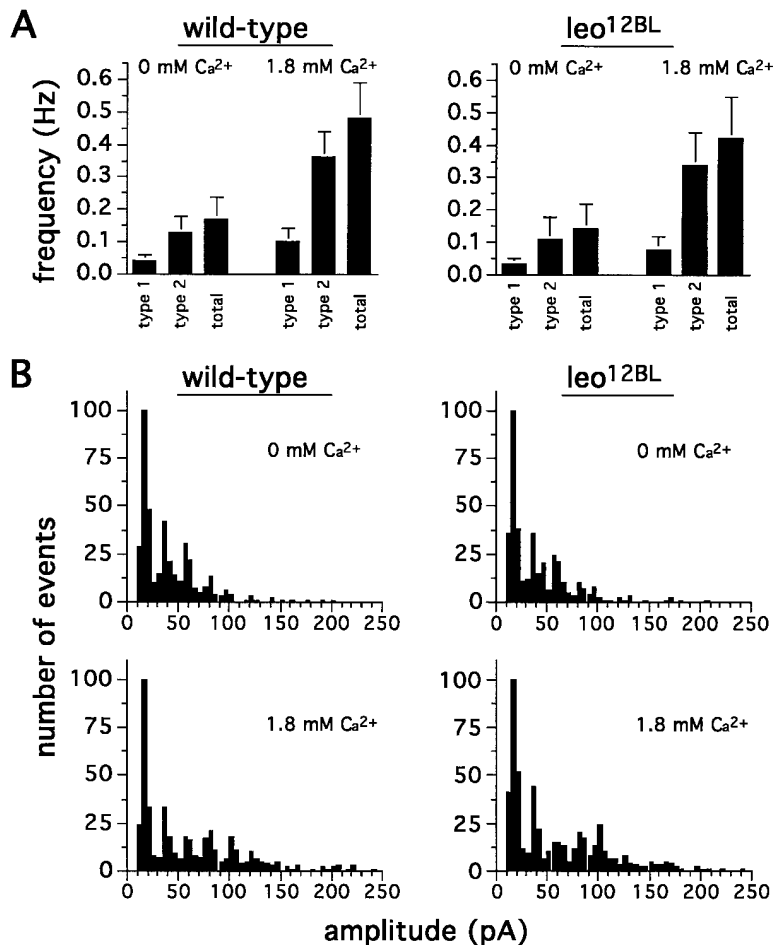 A
wild-type
leo12BL
0 mM Ca2+
1.8 mM Ca2+
0 mM Ca2+
1.8 mM Ca2+
frequency (Hz)
0.6
0.5
0.4
0.3
0.2
0.1
0.0
type 1
type 2
total
type 1
type 2
total
0.6
0.5
0.4
0.3
0.2
0.1
0.0
type 1
type 2
total
type 1
type 2
total
B
wild-type
leo12BL
number of events
100
75
50
25
0
0 mM Ca2+
0 50 100 150 200 250
100
75
50
25
0
0 mM Ca2+
0 50 100 150 200 250
100
75
50
25
0
1.8 mM Ca2+
0 50 100 150 200 250
100
75
50
25
0
1.8 mM Ca2+
0 50 100 150 200 250
amplitude (pA)